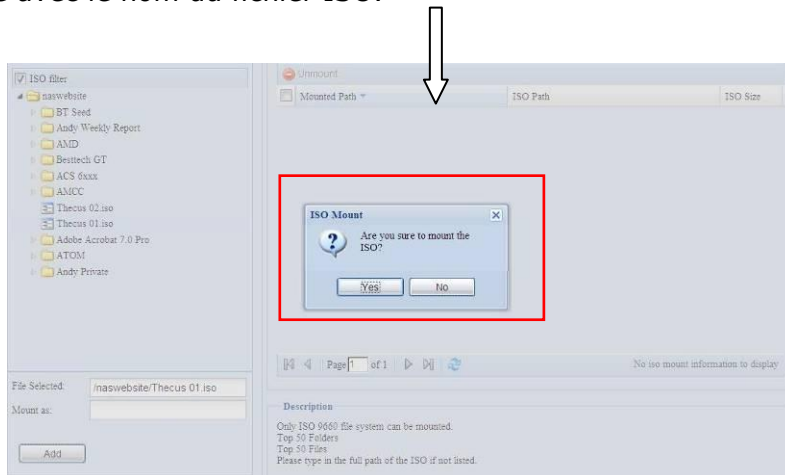 avec le nom du fichier ISO.
ISO filter
naswebsite
BT Seed
Andy Weekly Report
AMD
Besttech GT
ACS 6xxx
AMCC
Thecus 02.iso
Thecus 01.iso
Adobe Acrobat 7.0 Pro
ATOM
Andy Private
File Selected: /naswebsite/Thecus 01.iso
Mount as:
Add
Unmount
Mounted Path ISO Path ISO Size
ISO Mount
Are you sure to mount the
ISO?
Yes No
Page 1 of 1 No iso mount information to display
Description
Only ISO 9660 file system can be mounted.
Top 50 Folders
Top 50 Files
Please type in the full path of the ISO if not listed.